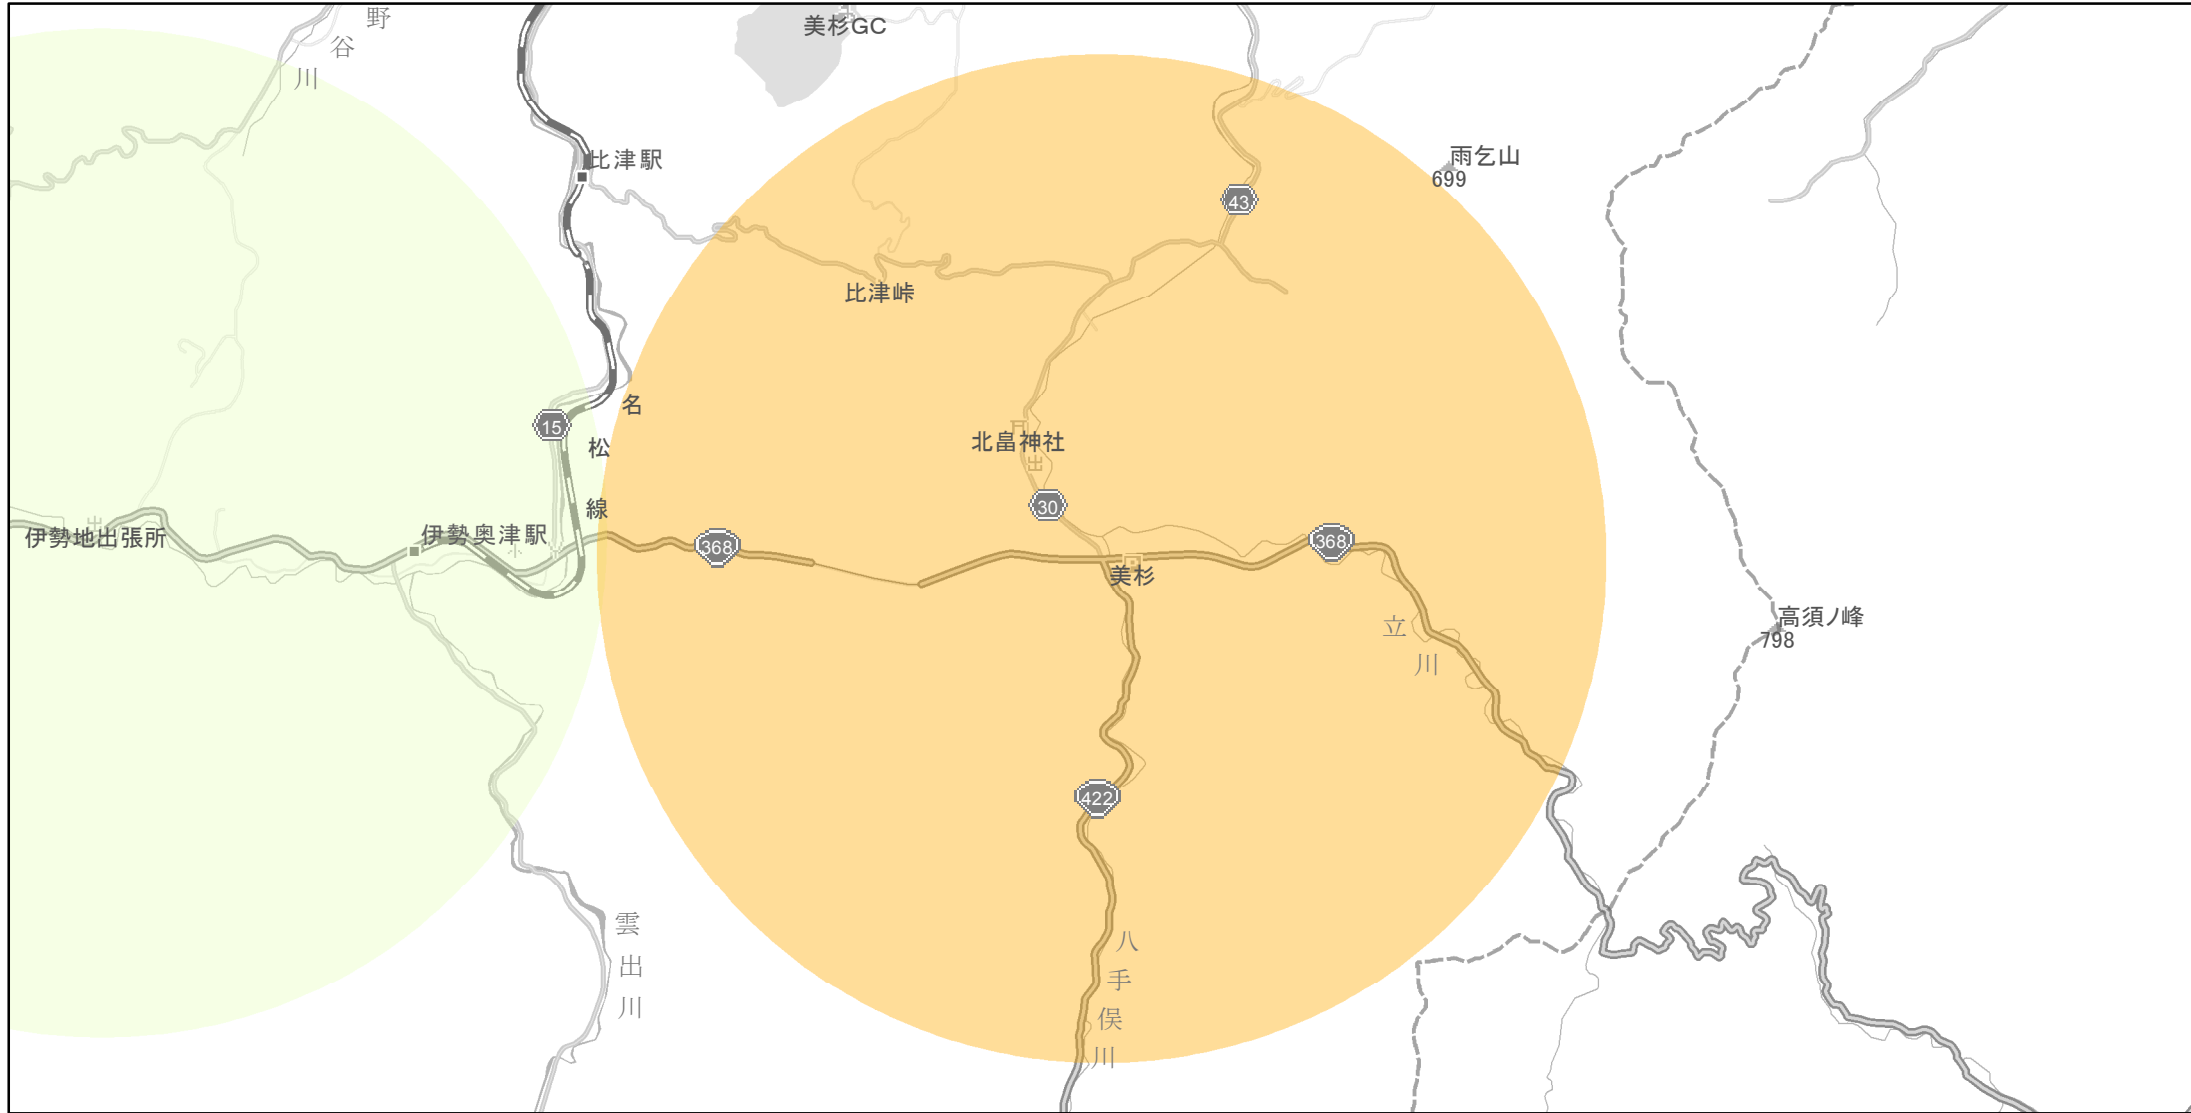 野
谷
川
美杉GC
比津駅
雨乞山
699
43
比津峠
名
松
線
15
北畠神社
出
30
出
伊勢地出張所
伊勢奥津駅
368
368
美杉
立
川
高須ノ峰
798
422
雲
出
川
八
手
俣
川